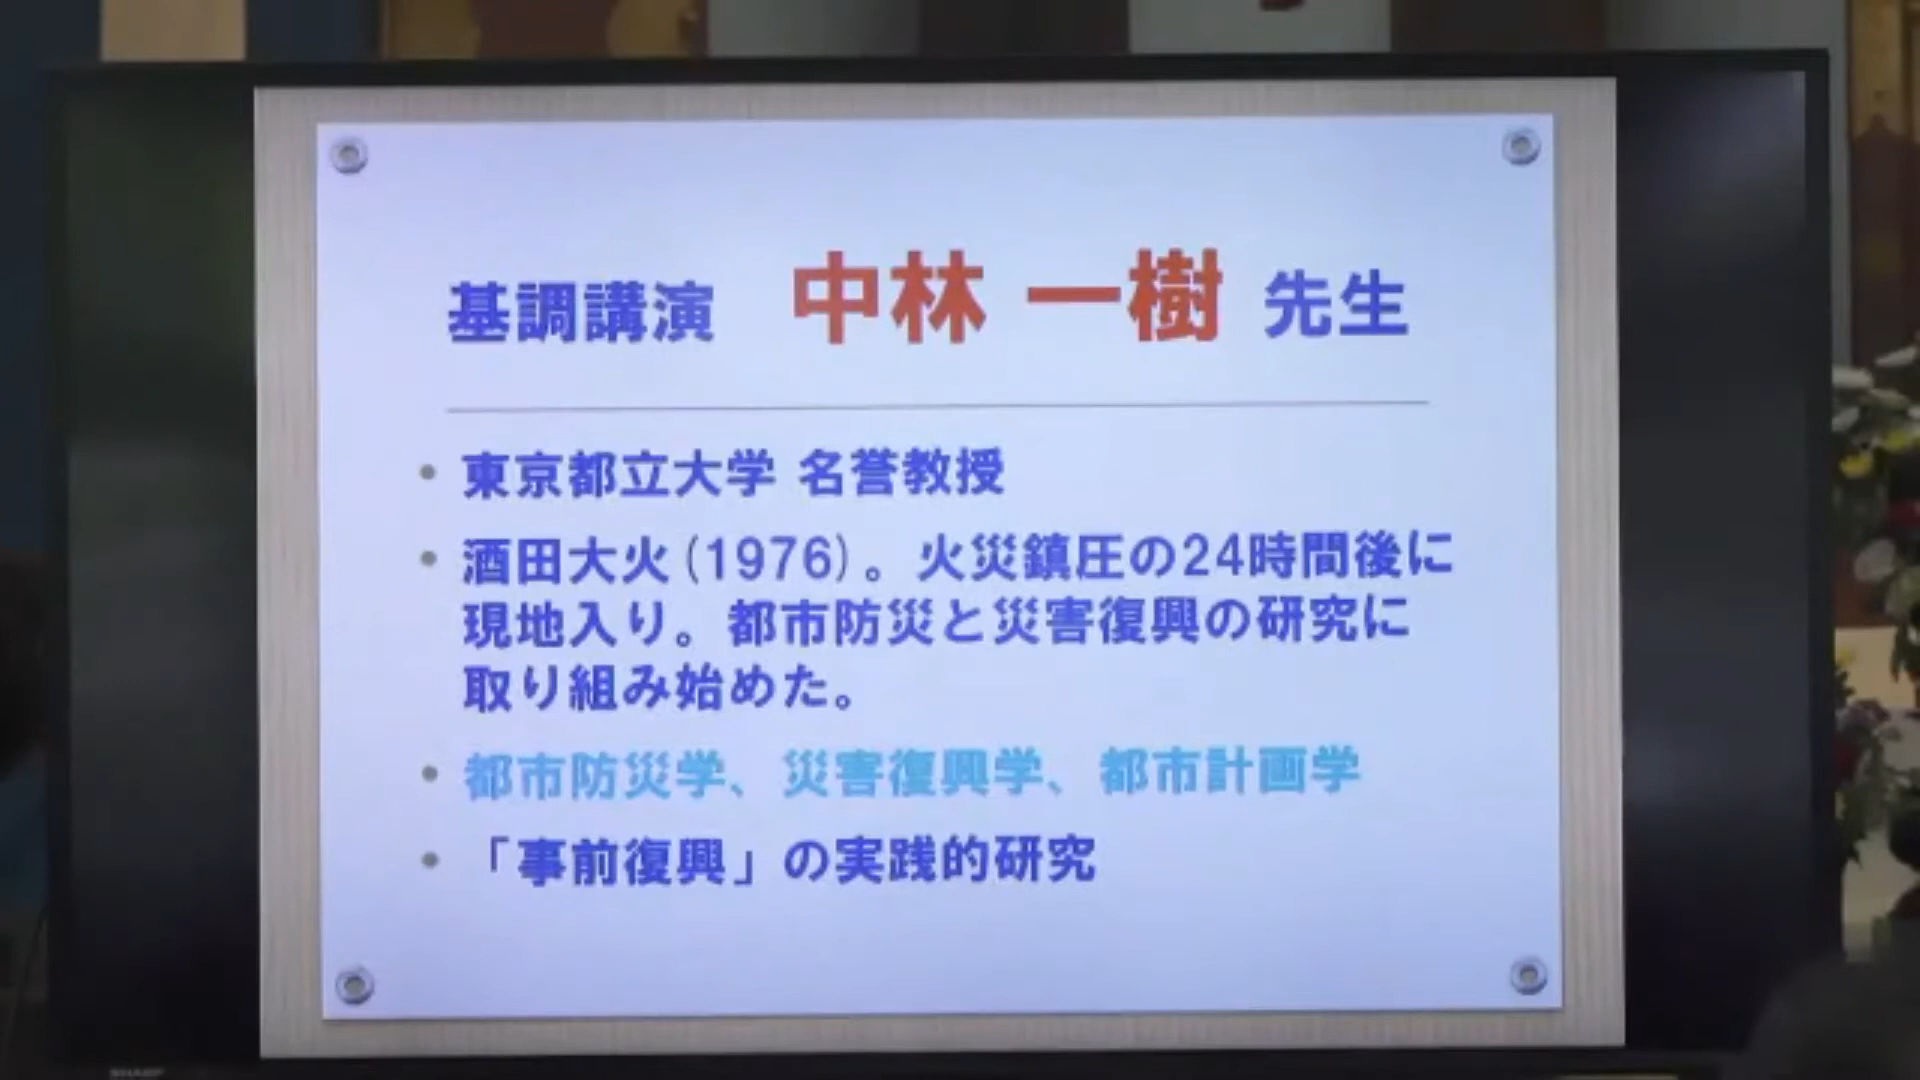 基調講演 中林 一樹 先生
・東京都立大学 名誉教授
・酒田大火(1976)。火災鎮圧の24時間後に
現地入り。都市防災と災害復興の研究に
取り組み始めた。
・都市防災学、災害復興学、都市計画学
・「事前復興」の実践的研究
SHARP